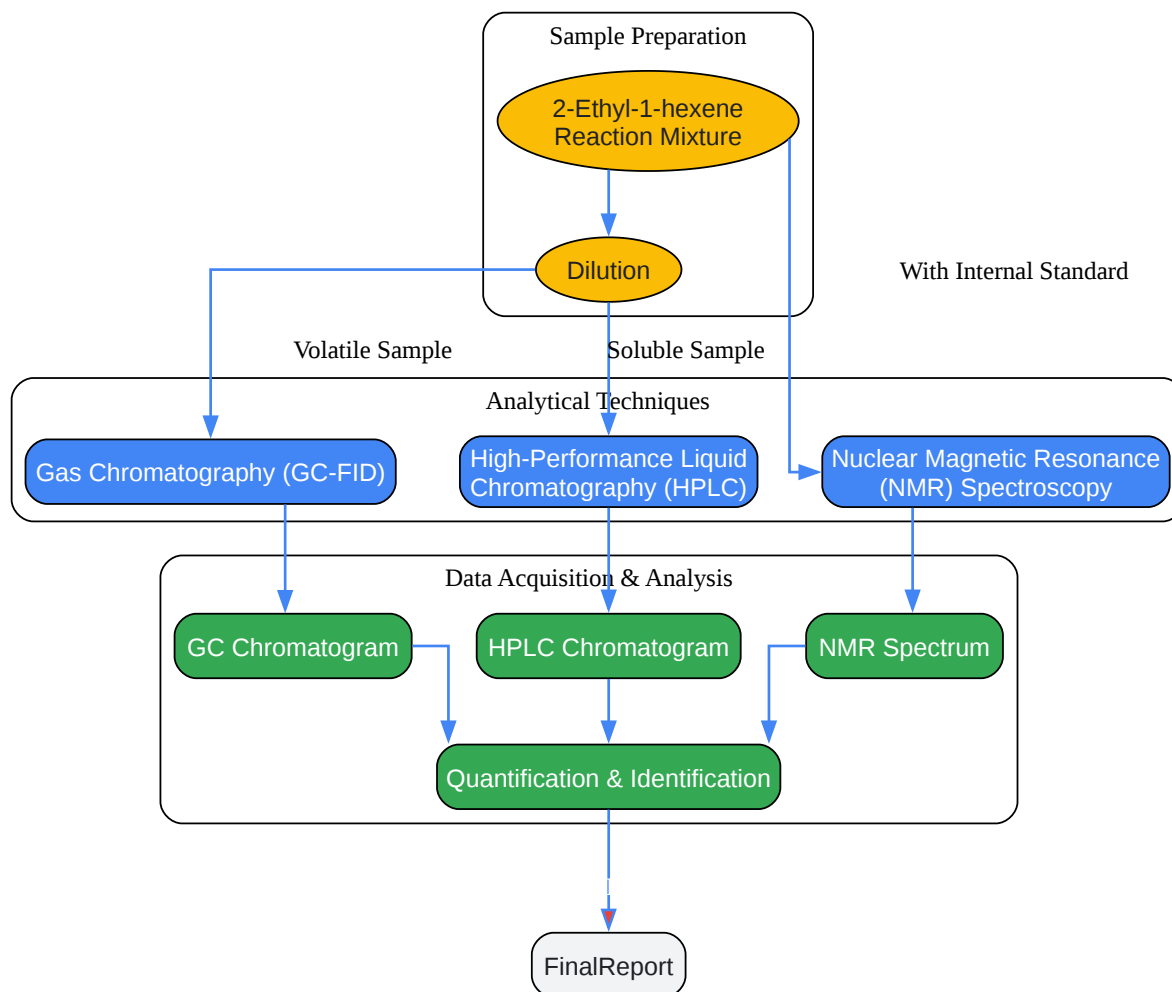 Sample Preparation
2-Ethyl-1-hexene
Reaction Mixture
Dilution
With Internal Standard
Volatile Sample
Soluble Sample
Analytical Techniques
Gas Chromatography (GC-FID)
High-Performance Liquid
Chromatography (HPLC)
Nuclear Magnetic Resonance
(NMR) Spectroscopy
Data Acquisition & Analysis
GC Chromatogram
HPLC Chromatogram
NMR Spectrum
Quantification & Identification
FinalReport